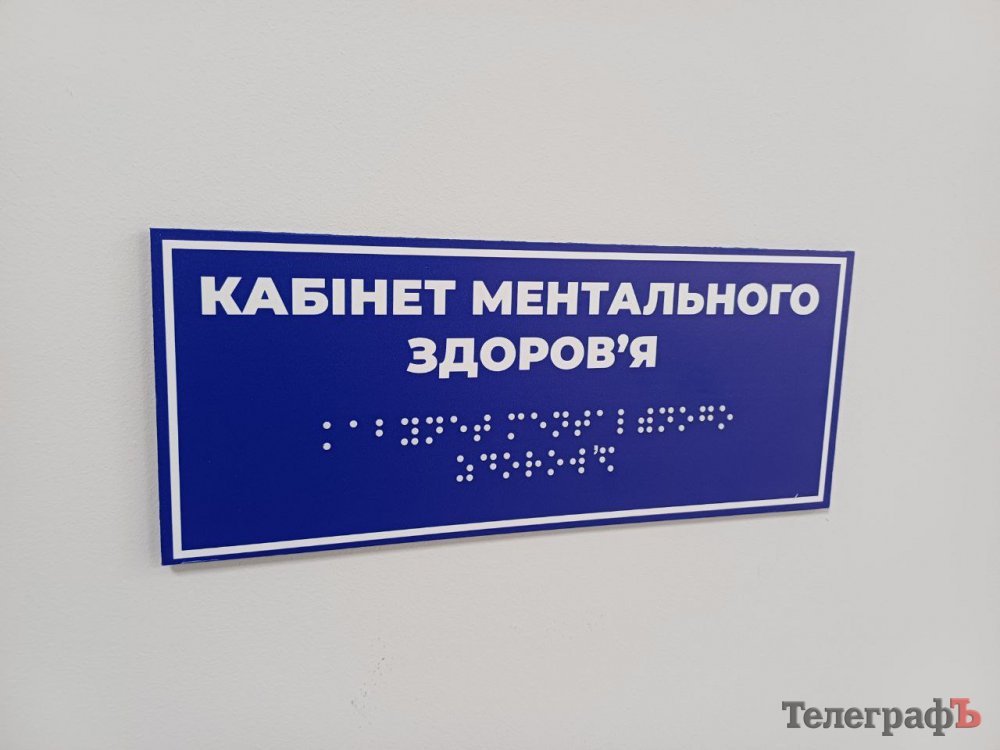 КАБІНЕТ МЕНТАЛЬНОГО
ЗДОРОВ’Я
⠅⠁⠃⠽⠝⠑⠞ ⠍⠑⠝⠞⠁⠇⠾⠝⠕⠛⠕
⠵⠙⠕⠗⠕⠺’⠫
ТелеграфЪ